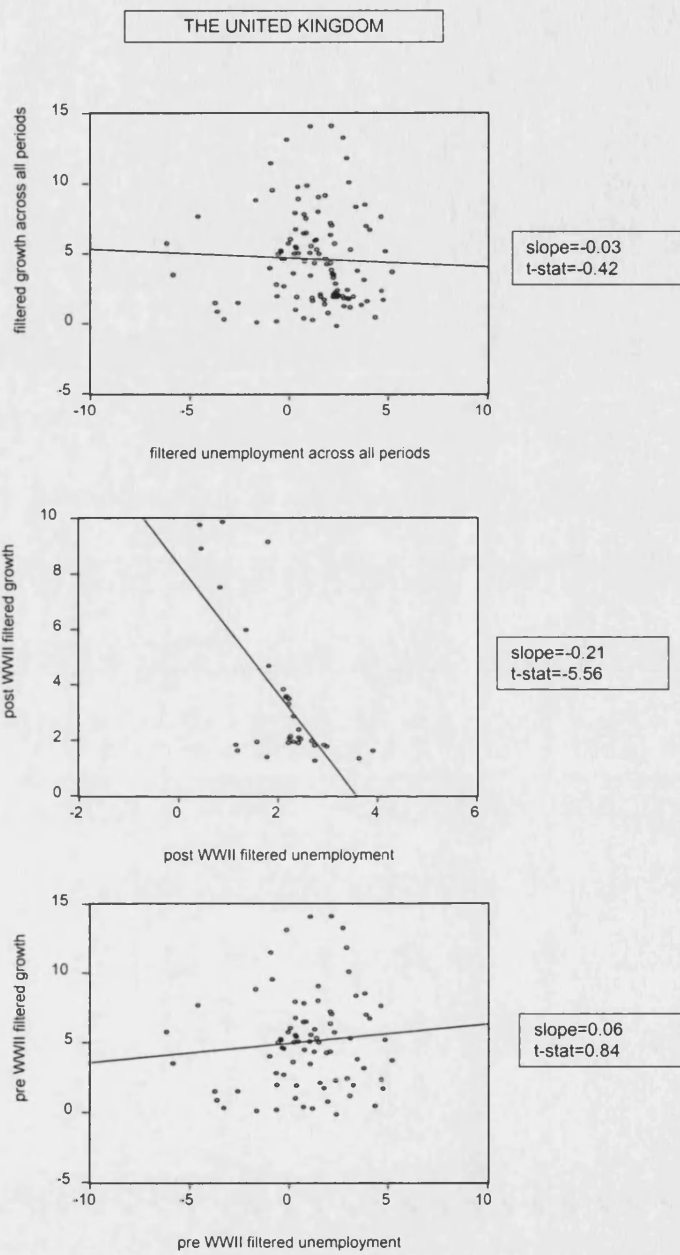 THE UNITED KINGDOM
filtered growth across all periods
15
10
5
0
-5
-10
-5
0
5
10
filtered unemployment across all periods
slope=-0.03
t-stat=-0.42
post WWII filtered growth
10
8
6
4
2
0
-2
0
2
4
6
post WWII filtered unemployment
slope=-0.21
t-stat=-5.56
pre WWII filtered growth
15
10
5
0
-5
-10
-5
0
5
10
pre WWII filtered unemployment
slope=0.06
t-stat=0.84